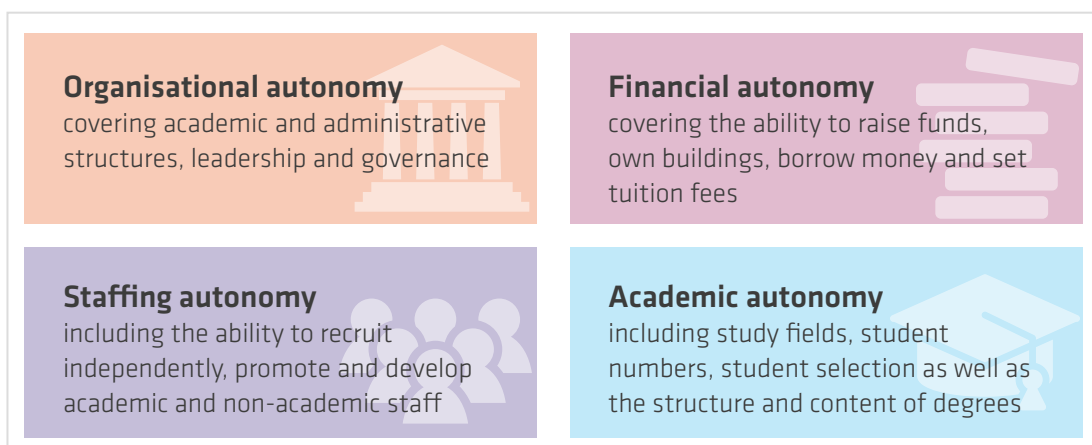 Organisational autonomy
covering academic and administrative
structures, leadership and governance
Financial autonomy
covering the ability to raise funds,
own buildings, borrow money and set
tuition fees
Staffing autonomy
including the ability to recruit
independently, promote and develop
academic and non-academic staff
Academic autonomy
including study fields, student
numbers, student selection as well as
the structure and content of degrees